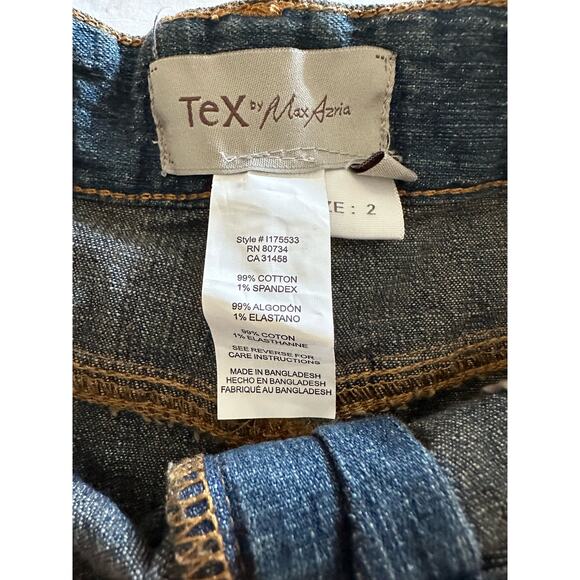 TeX by Max Azria
ZE: 2
Style # I175533
RN 80734
CA 31458
99% COTTON
1% SPANDEX
99% ALGODÓN
1% ELASTANO
99% COTON
1% ELASTHANNE
SEE REVERSE FOR
CARE INSTRUCTIONS
MADE IN BANGLADESH
HECHO EN BANGLADESH
FABRIQUÉ AU BANGLADESH